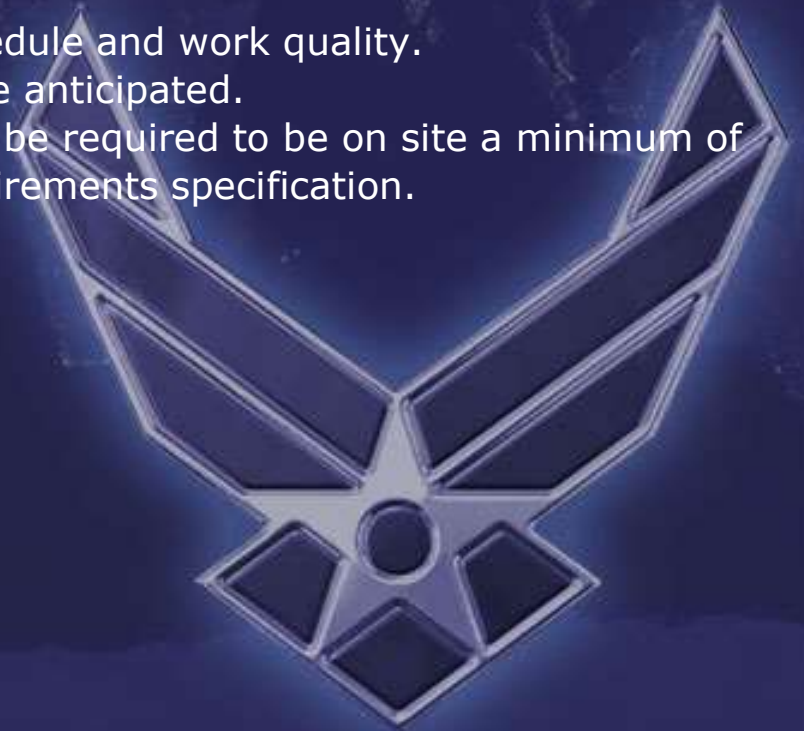 edule and work quality.
e anticipated.
be required to be on site a minimum of
irements specification.